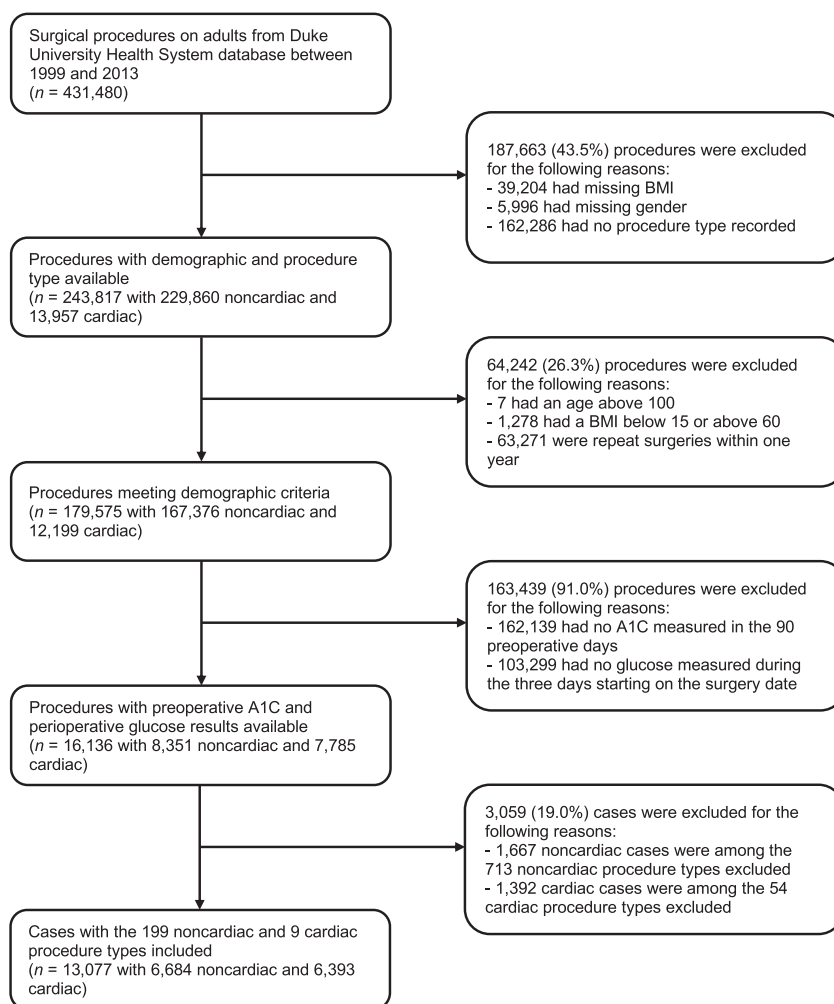 Surgical procedures on adults from Duke
University Health System database between
1999 and 2013
(n = 431,480)
187,663 (43.5%) procedures were excluded
for the following reasons:
- 39,204 had missing BMI
- 5,996 had missing gender
- 162,286 had no procedure type recorded
Procedures with demographic and procedure
type available
(n = 243,817 with 229,860 noncardiac and
13,957 cardiac)
64,242 (26.3%) procedures were excluded
for the following reasons:
- 7 had an age above 100
- 1,278 had a BMI below 15 or above 60
- 63,271 were repeat surgeries within one
year
Procedures meeting demographic criteria
(n = 179,575 with 167,376 noncardiac and
12,199 cardiac)
163,439 (91.0%) procedures were excluded
for the following reasons:
- 162,139 had no A1C measured in the 90
preoperative days
- 103,299 had no glucose measured during
the three days starting on the surgery date
Procedures with preoperative A1C and
perioperative glucose results available
(n = 16,136 with 8,351 noncardiac and 7,785
cardiac)
3,059 (19.0%) cases were excluded for the
following reasons:
- 1,667 noncardiac cases were among the
713 noncardiac procedure types excluded
- 1,392 cardiac cases were among the 54
cardiac procedure types excluded
Cases with the 199 noncardiac and 9 cardiac
procedure types included
(n = 13,077 with 6,684 noncardiac and 6,393
cardiac)